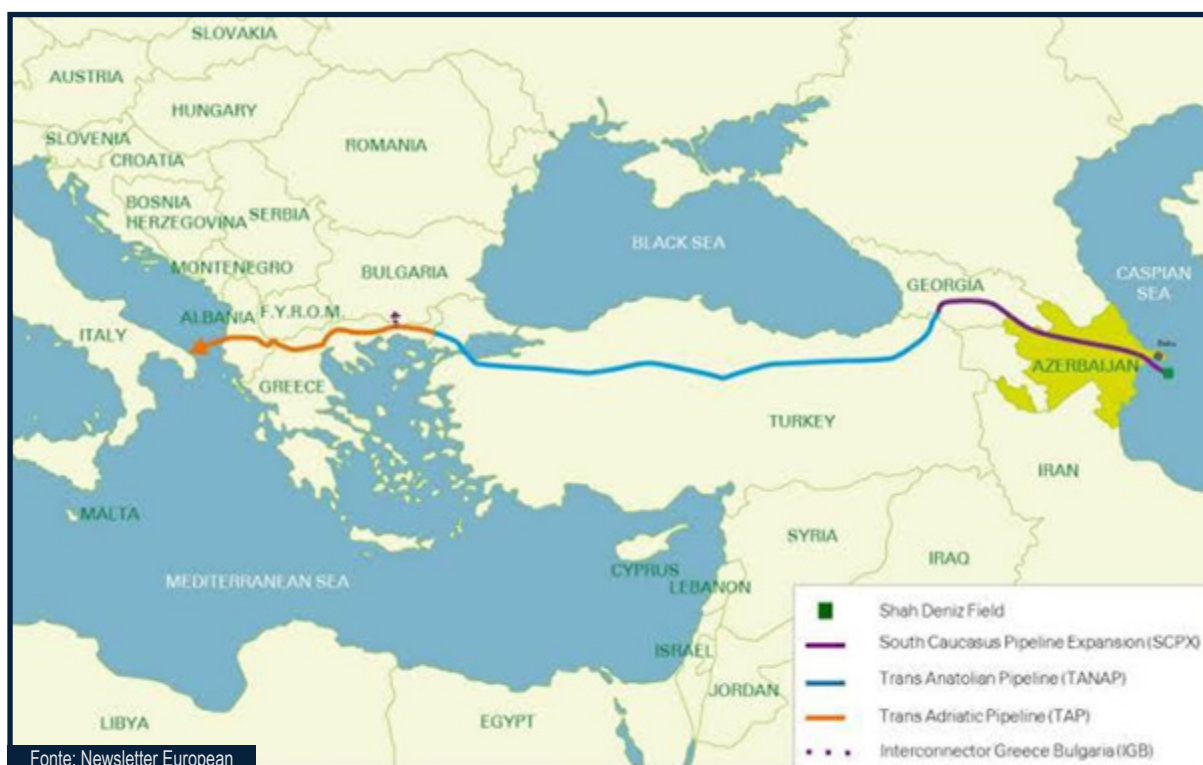 SLOVAKIA
AUSTRIA
HUNGARY
SLOVENIA
CROATIA
ROMANIA
BOSNIA
HERZEGOVINA
SERBIA
BLACK SEA
MONTENEGRO
BULGARIA
CASPIAN
SEA
GEORGIA
ALBANIA
F.Y.R.O.M.
ITALY
Baku
AZERBAIJAN
GREECE
TURKEY
IRAN
MALTA
SYRIA
CYPRUS
IRAQ
MEDITERRANEAN SEA
LEBANON
ISRAEL
JORDAN
LIBYA
EGYPT
Shah Deniz Field
South Caucasus Pipeline Expansion (SCPX)
Trans Anatolian Pipeline (TANAP)
Trans Adriatic Pipeline (TAP)
Interconnector Greece Bulgaria (IGB)
Fonte: Newsletter European